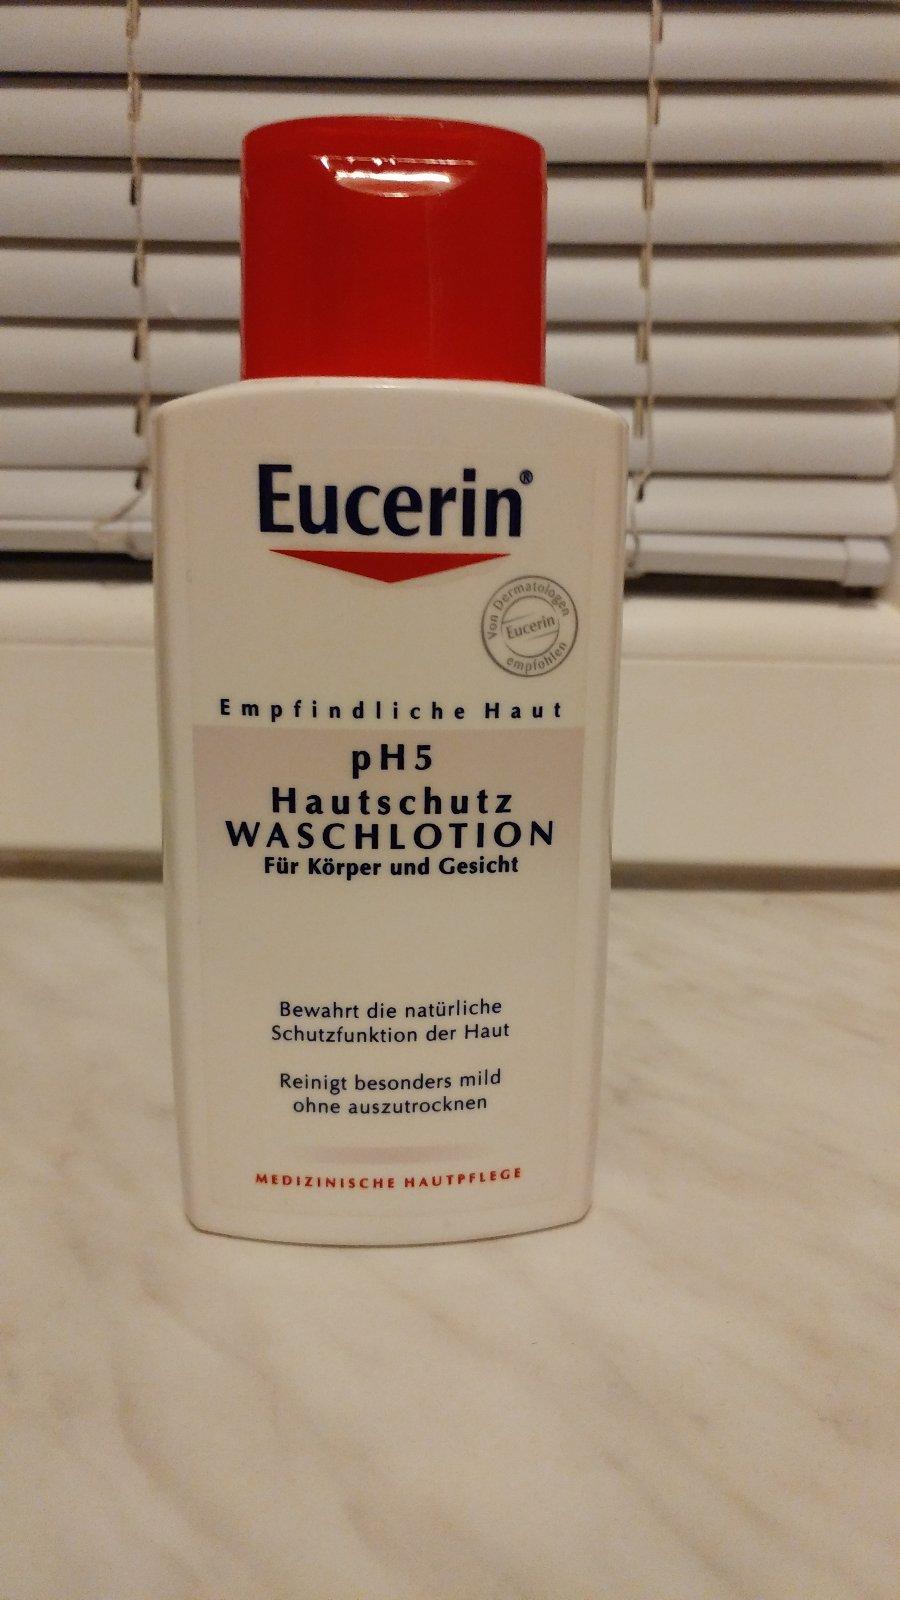 Eucerin®
Von Dermatologen
Eucerin
empfohlen
Empfindliche Haut
pH5
Hautschutz
WASCHLOTION
Für Körper und Gesicht
Bewahrt die natürliche
Schutzfunktion der Haut
Reinigt besonders mild
ohne auszutrocknen
MEDIZINISCHE HAUTPFLEGE